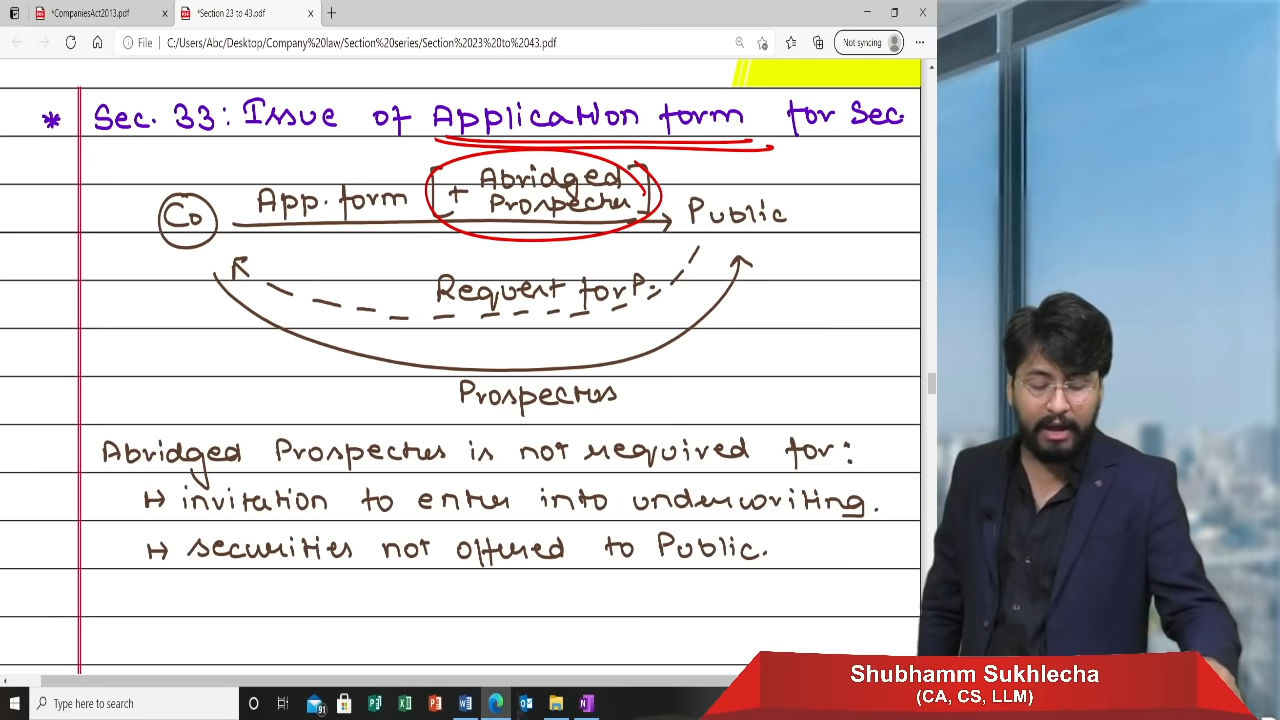 *CompaniesAct2013.pdf
*Section 23 to 43.pdf
File
C:/Users/Abc/Desktop/Company%20law/Section%20series/Section%2023%20to%2043.pdf
Not syncing
* Sec. 33: Issue of Application form for Sec.
Co
App. form [+ Abridged Prospectus]
Public
Request for P.
Prospectus
Abridged Prospectus is not required for:
↦ invitation to enter into underwriting.
↦ securities not offered to Public.
Shubhamm Sukhlecha
(CA, CS, LLM)
Type here to search
91